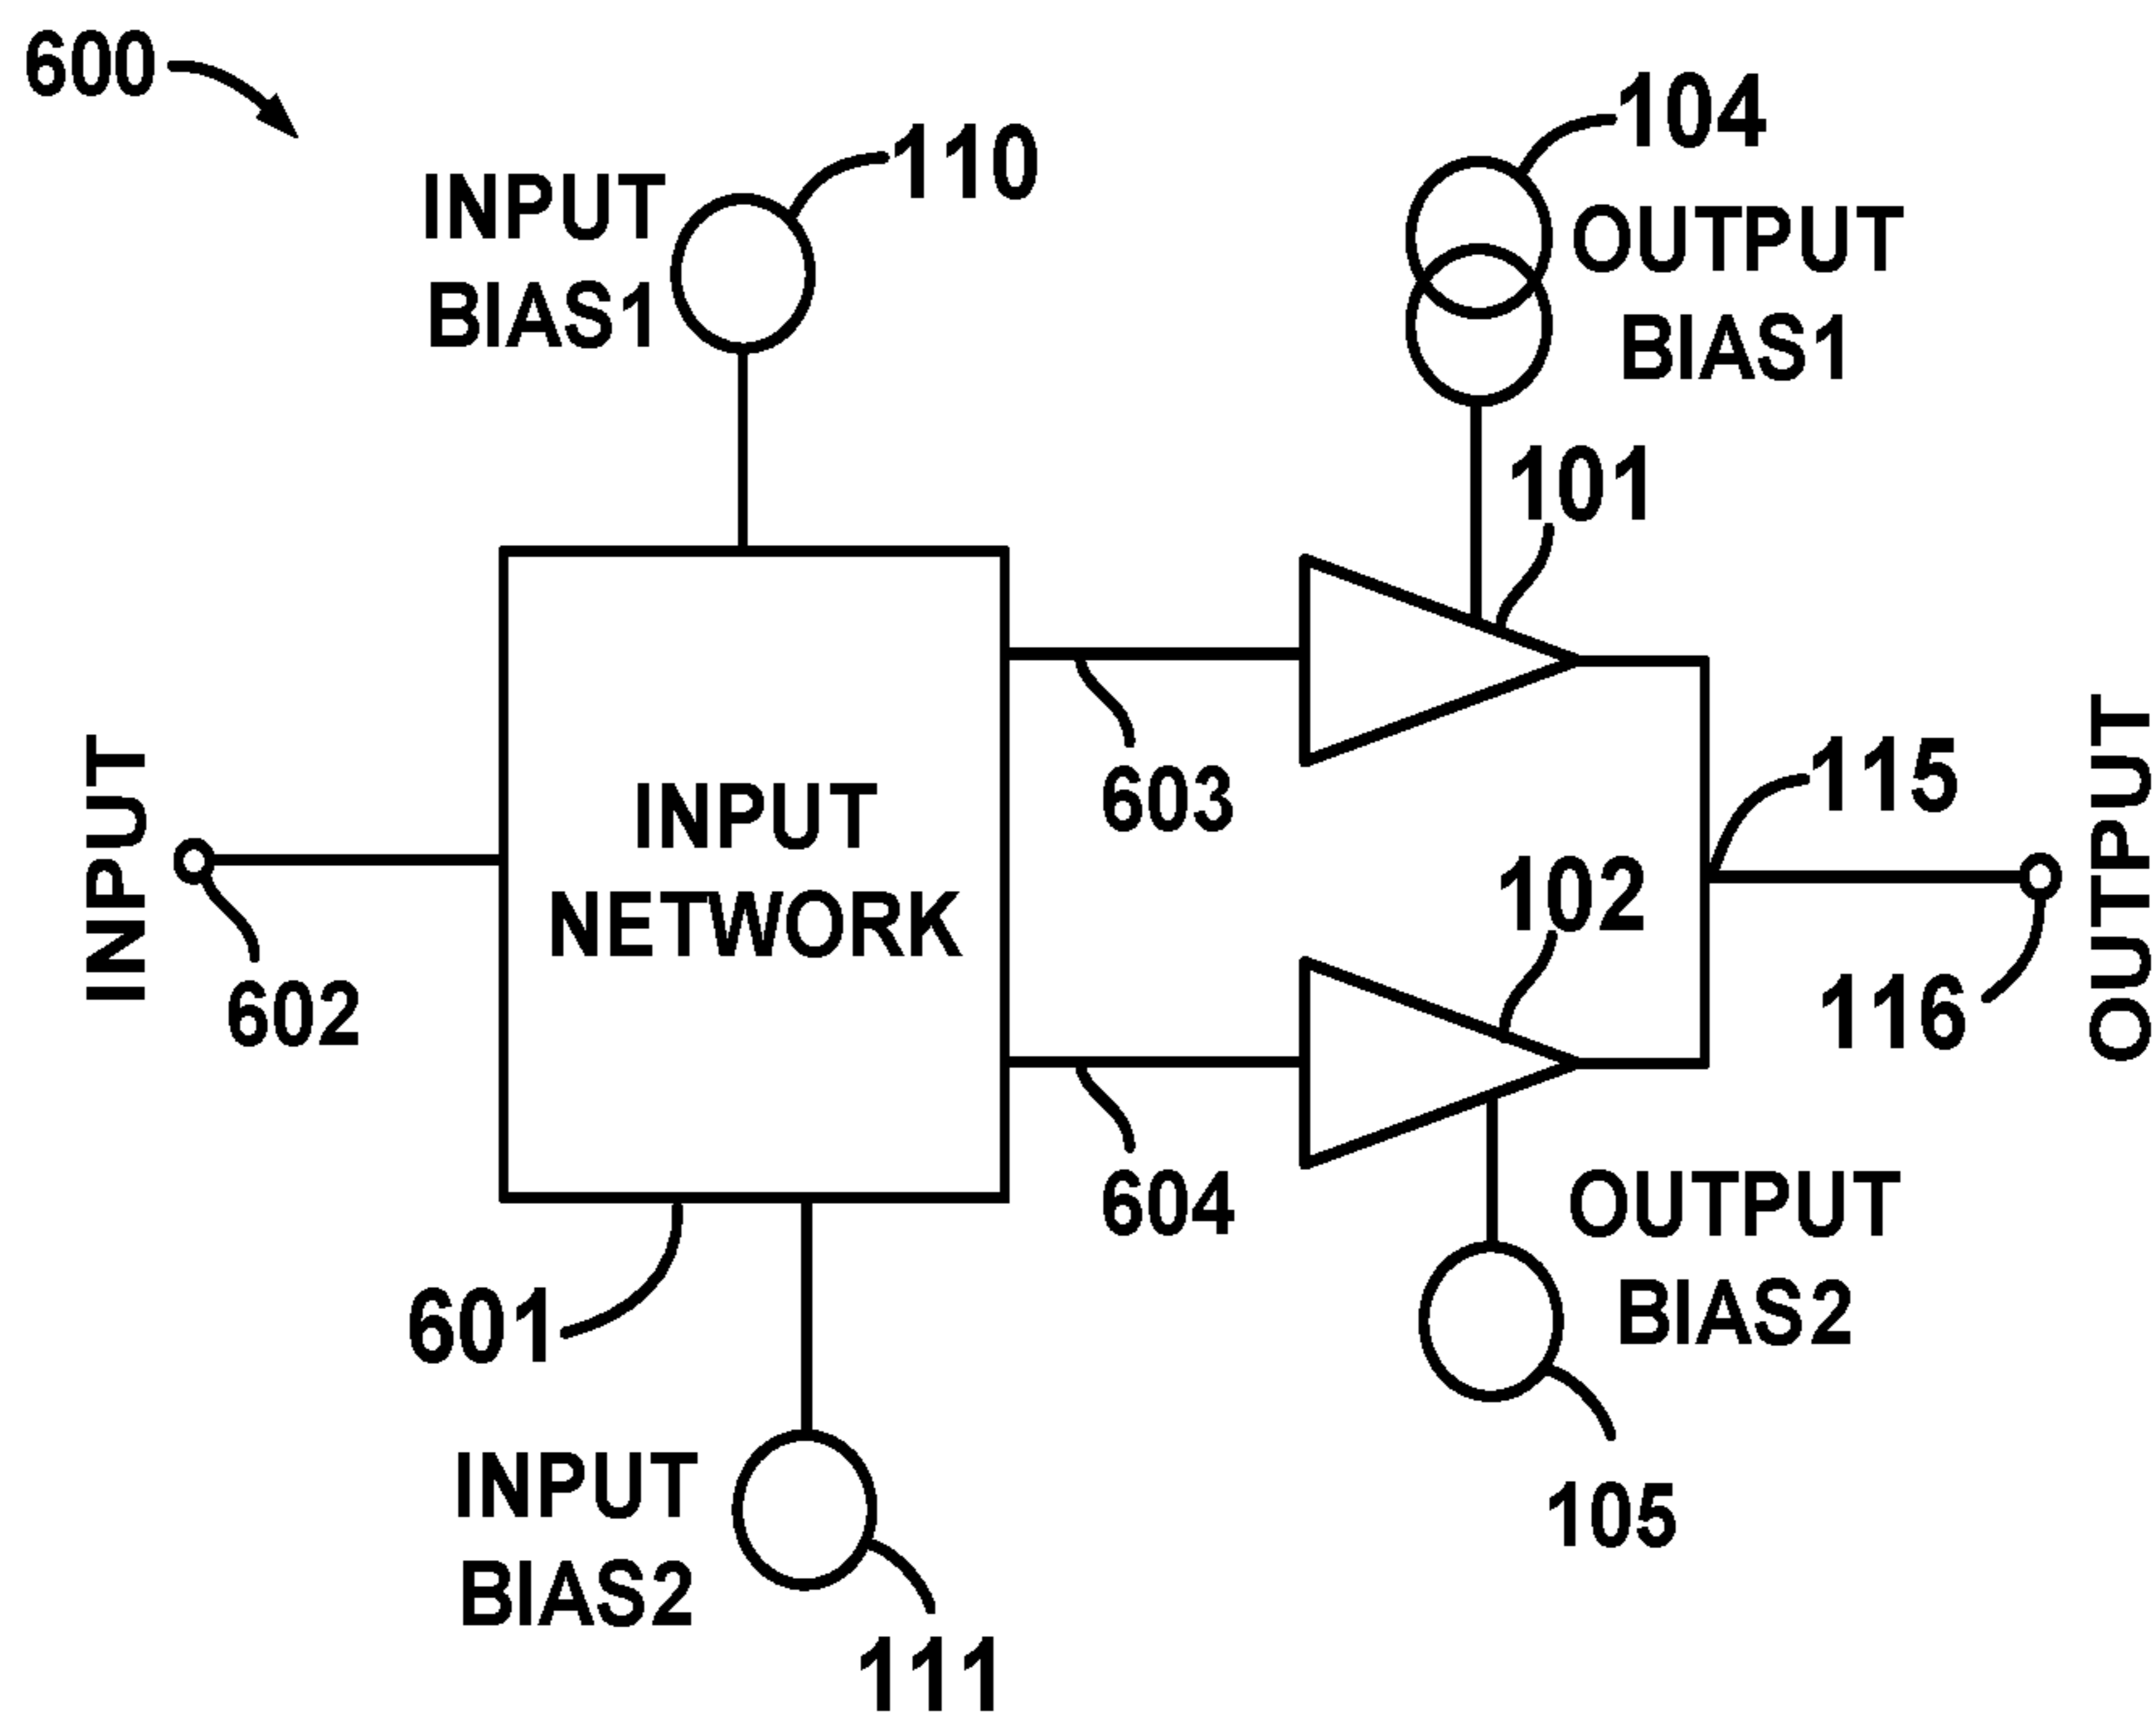 600
104
110
INPUT
BIAS1
OUTPUT
BIAS1
101
603
INPUT
602
INPUT
NETWORK
115
102
116
OUTPUT
604
601
OUTPUT
BIAS2
105
INPUT
BIAS2
111